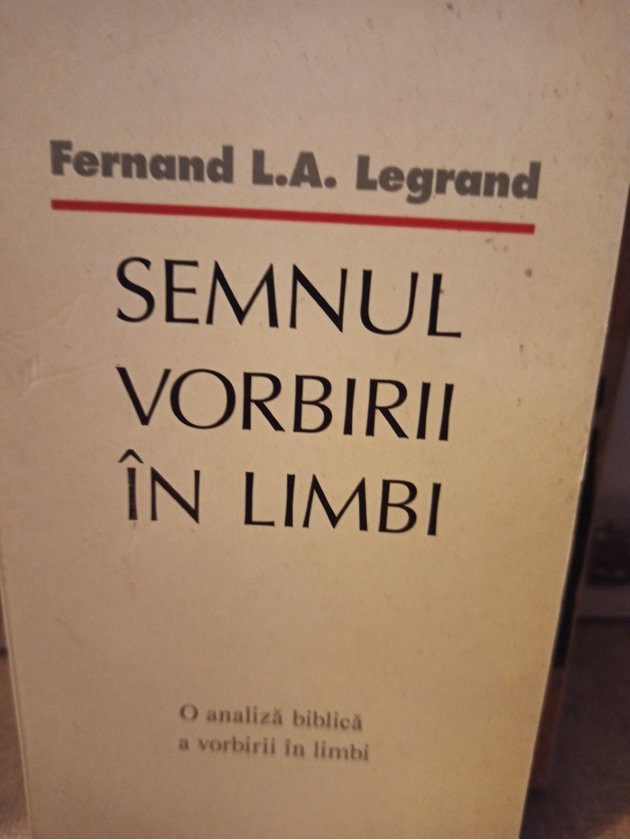 Fernand L.A. Legrand
SEMNUL
VORBIRII
ÎN LIMBI
O analiză biblică
a vorbirii în limbi